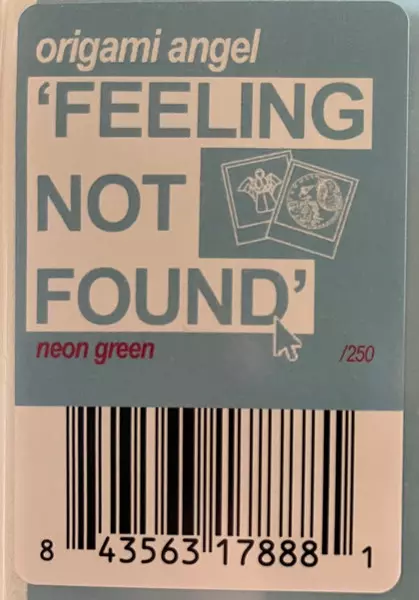 origami angel
‘FEELING
NOT
FOUND’
neon green /250
8 43563 17888 1